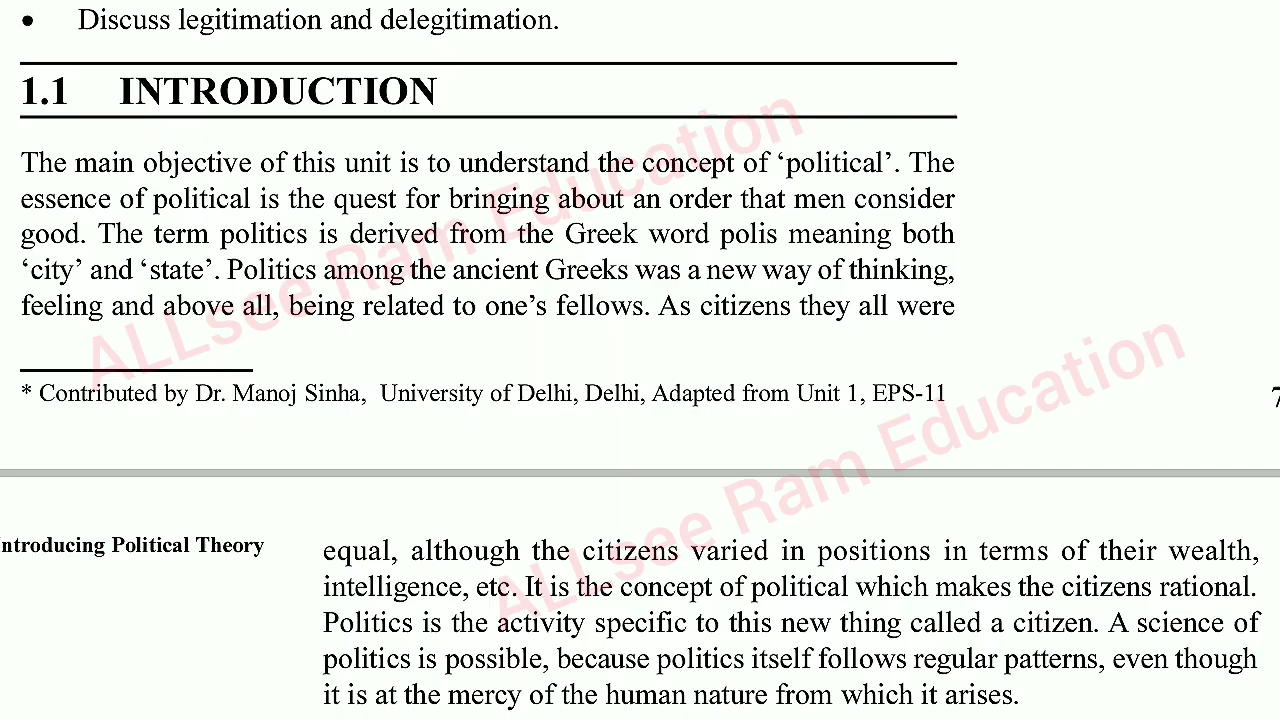 • Discuss legitimation and delegitimation.
1.1 INTRODUCTION
The main objective of this unit is to understand the concept of ‘political’. The
essence of political is the quest for bringing about an order that men consider
good. The term politics is derived from the Greek word polis meaning both
‘city’ and ‘state’. Politics among the ancient Greeks was a new way of thinking,
feeling and above all, being related to one’s fellows. As citizens they all were
* Contributed by Dr. Manoj Sinha, University of Delhi, Delhi, Adapted from Unit 1, EPS-11
7
ALLsee Ram Education
ntroducing Political Theory
equal, although the citizens varied in positions in terms of their wealth,
intelligence, etc. It is the concept of political which makes the citizens rational.
Politics is the activity specific to this new thing called a citizen. A science of
politics is possible, because politics itself follows regular patterns, even though
it is at the mercy of the human nature from which it arises.
ALLsee Ram Education